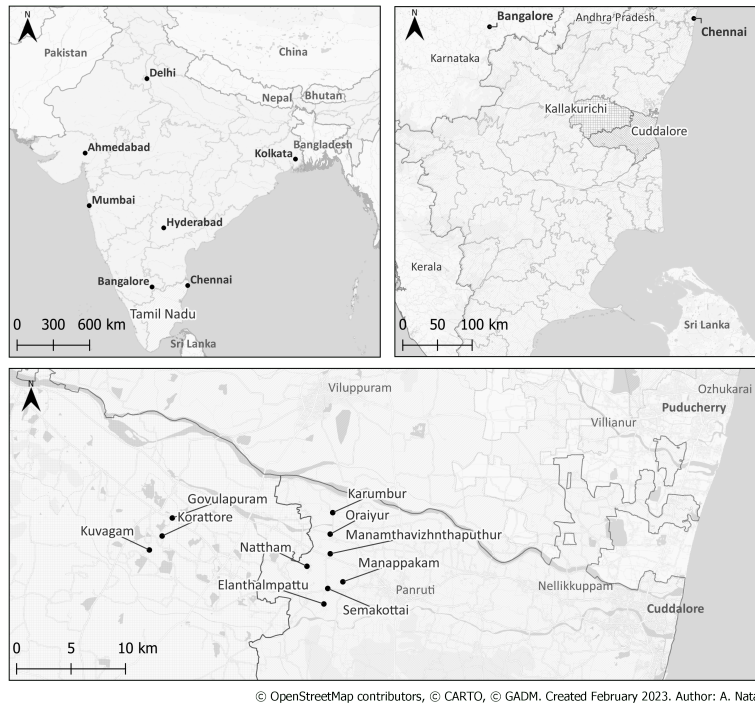 N
Pakistan
China
Delhi
Nepal
Bhutan
Ahmedabad
Kolkata
Bangladesh
Mumbai
Hyderabad
Bangalore
Chennai
Tamil Nadu
0 300 600 km
Sri Lanka
N
Bangalore
Andhra Pradesh
Chennai
Karnataka
Kallakurichi
Cuddalore
Kerala
0 50 100 km
Sri Lanka
N
Viluppuram
Ozhukarai
Puducherry
Villianur
Govulapuram
Karumbur
Korattore
Oraiyur
Kuvagam
Manamthavizhnthaputhur
Nattham
Manappakam
Elanthalmpattu
Panruti
Nellikkuppam
Semakottai
Cuddalore
0 5 10 km
© OpenStreetMap contributors, © CARTO, © GADM. Created February 2023. Author: A. Nata